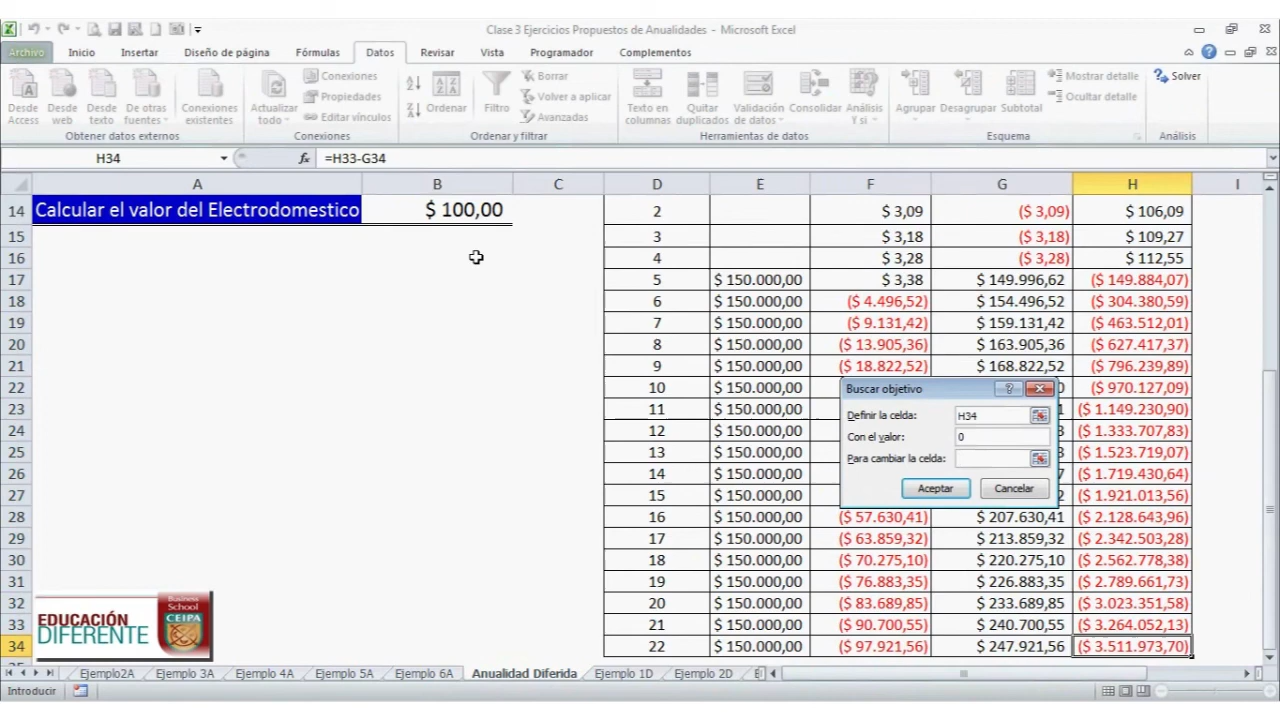 Clase 3 Ejercicios Propuestos de Anualidades - Microsoft Excel
Archivo Inicio Insertar Diseño de página Fórmulas Datos Revisar Vista Programador Complementos
Desde Access
Desde web
Desde texto
De otras fuentes
Conexiones existentes
Obtener datos externos
Actualizar todo
Conexiones
Propiedades
Editar vínculos
Conexiones
Ordenar
Filtro
Borrar
Volver a aplicar
Avanzadas
Ordenar y filtrar
Texto en columnas
Quitar duplicados
Validación de datos
Consolidar
Análisis Y si
Herramientas de datos
Agrupar
Desagrupar
Subtotal
Mostrar detalle
Ocultar detalle
Esquema
Solver
Análisis
H34 fx =H33-G34
A B C D E F G H I
14 Calcular el valor del Electrodomestico $ 100,00 2 $ 3,09 ($ 3,09) $ 106,09
15 3 $ 3,18 ($ 3,18) $ 109,27
16 4 $ 3,28 ($ 3,28) $ 112,55
17 5 $ 150.000,00 $ 3,38 $ 149.996,62 ($ 149.884,07)
18 6 $ 150.000,00 ($ 4.496,52) $ 154.496,52 ($ 304.380,59)
19 7 $ 150.000,00 ($ 9.131,42) $ 159.131,42 ($ 463.512,01)
20 8 $ 150.000,00 ($ 13.905,36) $ 163.905,36 ($ 627.417,37)
21 9 $ 150.000,00 ($ 18.822,52) $ 168.822,52 ($ 796.239,89)
22 10 $ 150.000,00 0 ($ 970.127,09)
23 11 $ 150.000,00 1 ($ 1.149.230,90)
24 12 $ 150.000,00 3 ($ 1.333.707,83)
25 13 $ 150.000,00 ($ 1.523.719,07)
26 14 $ 150.000,00 7 ($ 1.719.430,64)
27 15 $ 150.000,00 2 ($ 1.921.013,56)
28 16 $ 150.000,00 ($ 57.630,41) $ 207.630,41 ($ 2.128.643,96)
29 17 $ 150.000,00 ($ 63.859,32) $ 213.859,32 ($ 2.342.503,28)
30 18 $ 150.000,00 ($ 70.275,10) $ 220.275,10 ($ 2.562.778,38)
31 19 $ 150.000,00 ($ 76.883,35) $ 226.883,35 ($ 2.789.661,73)
32 20 $ 150.000,00 ($ 83.689,85) $ 233.689,85 ($ 3.023.351,58)
33 21 $ 150.000,00 ($ 90.700,55) $ 240.700,55 ($ 3.264.052,13)
34 22 $ 150.000,00 ($ 97.921,56) $ 247.921,56 ($ 3.511.973,70)
Buscar objetivo
Definir la celda: H34
Con el valor: 0
Para cambiar la celda:
Aceptar Cancelar
EDUCACIÓN
DIFERENTE
Business
School
CEIPA
Ejemplo2A Ejemplo 3A Ejemplo 4A Ejemplo 5A Ejemplo 6A Anualidad Diferida Ejemplo 1D Ejemplo 2D
Introducir